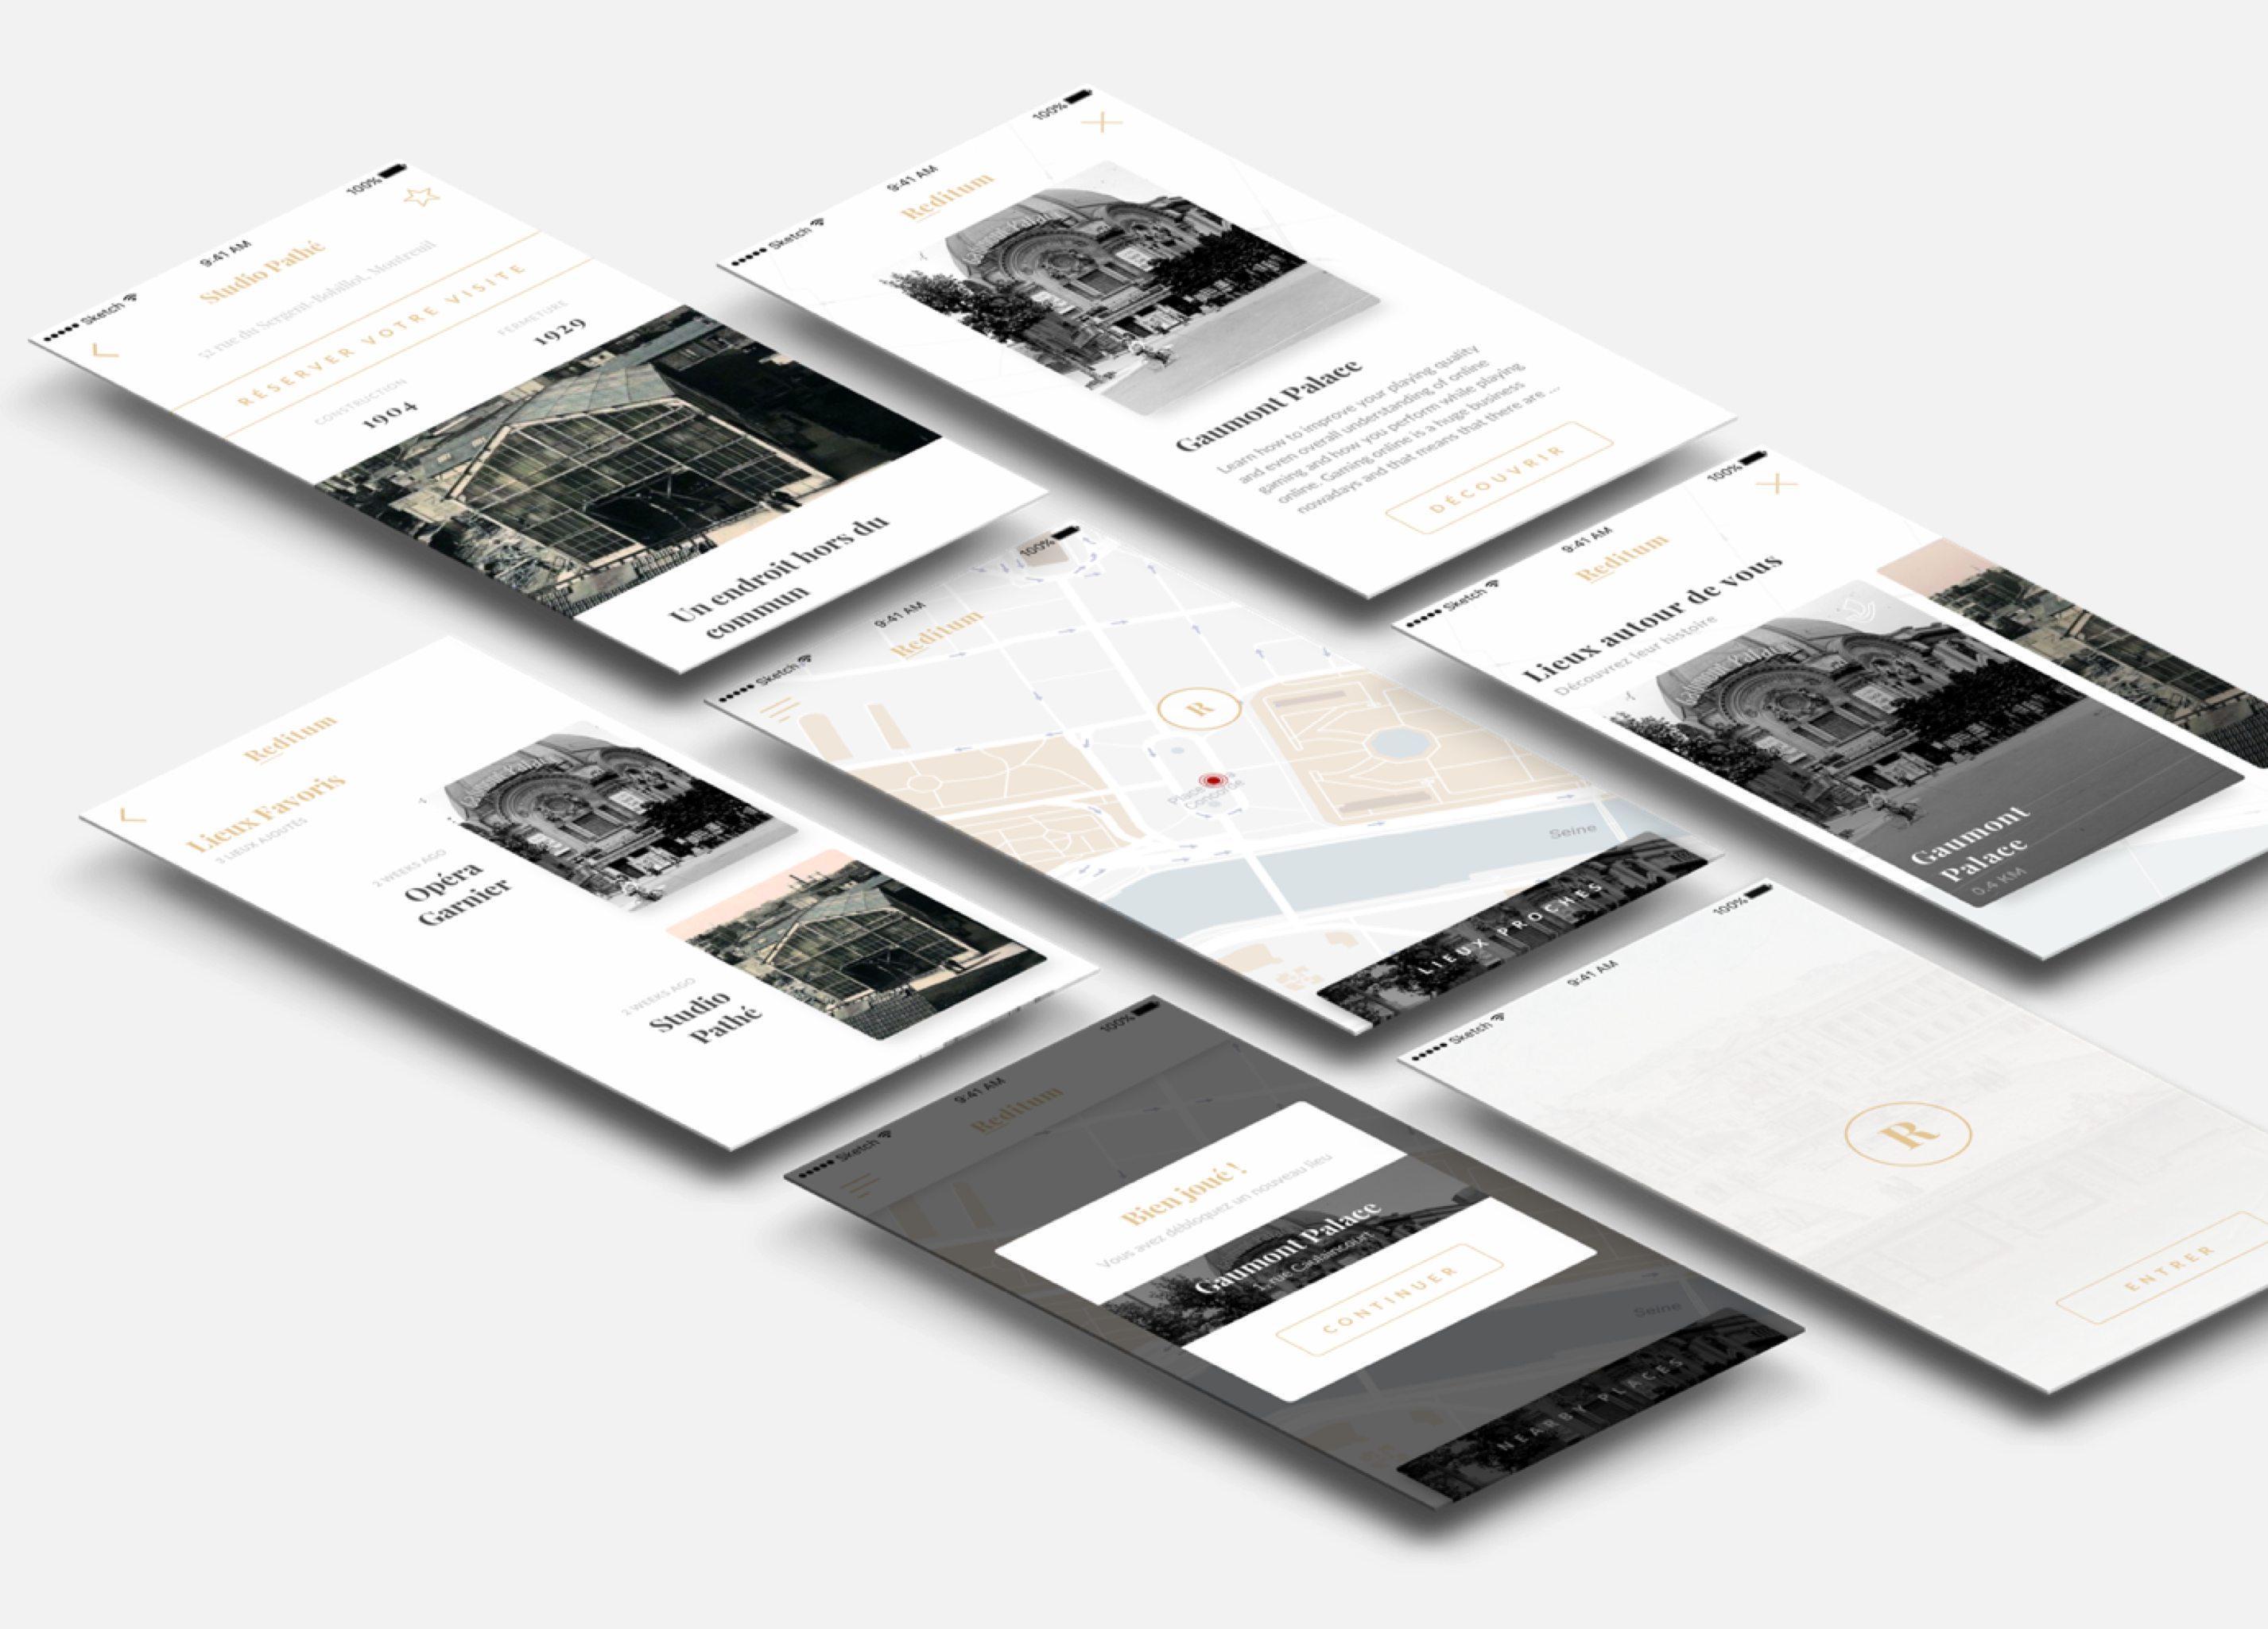 Sketch
9:41 AM
100%
Studio Pathé
52 rue du Sergent-Bobillot, Montreuil
RÉSERVER VOTRE VISITE
CONSTRUCTION
1904
FERMETURE
1929
Un endroit hors du
commun
Sketch
9:41 AM
100%
Reditum
Gaumont Palace
Gaumont Palace
Learn how to improve your playing quality
and even overall understanding of online
gaming and how you perform while playing
online. Gaming online is a huge business
nowadays and that means that there are ...
DÉCOUVRIR
Sketch
9:41 AM
100%
Reditum
Lieux autour de vous
Découvrez leur histoire
Gaumont Palace
Gaumont
Palace
0.4 KM
Sketch
9:41 AM
100%
Reditum
R
Place
Concorde
Seine
LIEUX PROCHES
Reditum
Lieux Favoris
3 LIEUX AJOUTÉS
2 WEEKS AGO
Opéra
Garnier
2 WEEKS AGO
Studio
Pathé
Sketch
9:41 AM
100%
Reditum
Bien joué !
Vous avez débloquez un nouveau lieu
Gaumont Palace
1, rue Caulaincourt
CONTINUER
Seine
NEARBY PLACES
Sketch
9:41 AM
100%
R
ENTRER